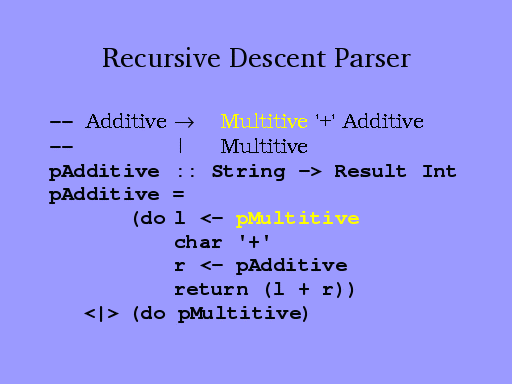 Recursive Descent Parser
-- Additive → Multitive '+' Additive
-- | Multitive
pAdditive :: String -> Result Int
pAdditive =
(do l <- pMultitive
char '+'
r <- pAdditive
return (l + r))
<|> (do pMultitive)